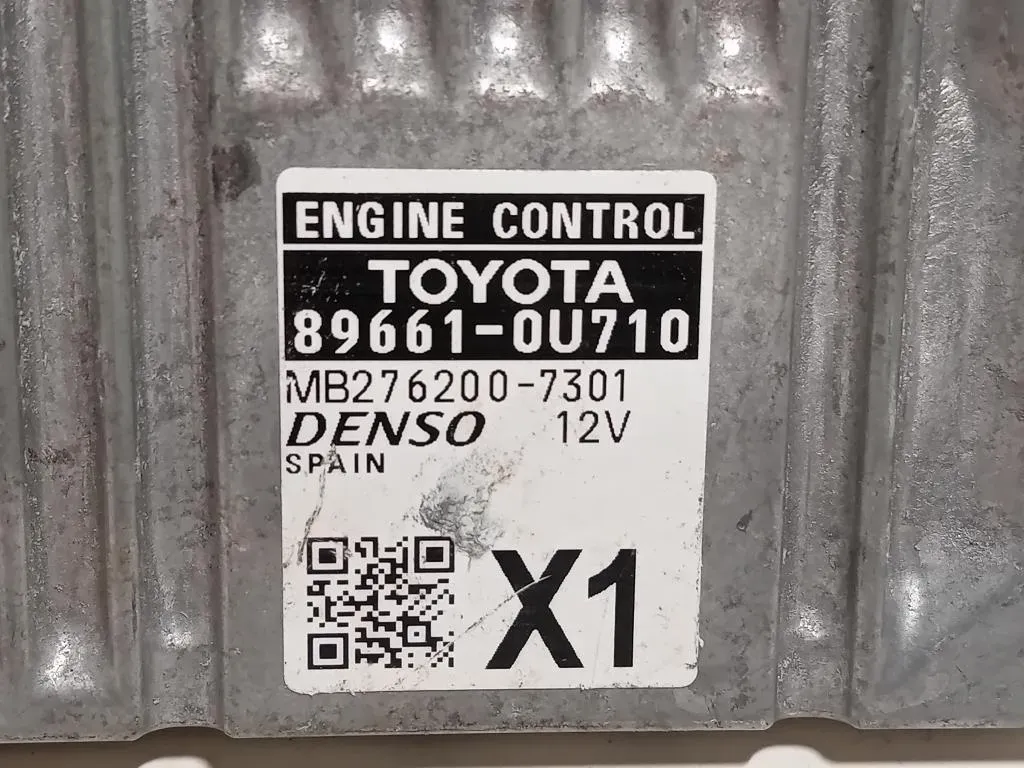 ENGINE CONTROL
TOYOTA
89661-0U710
MB276200-7301
DENSO 12V
SPAIN
X1